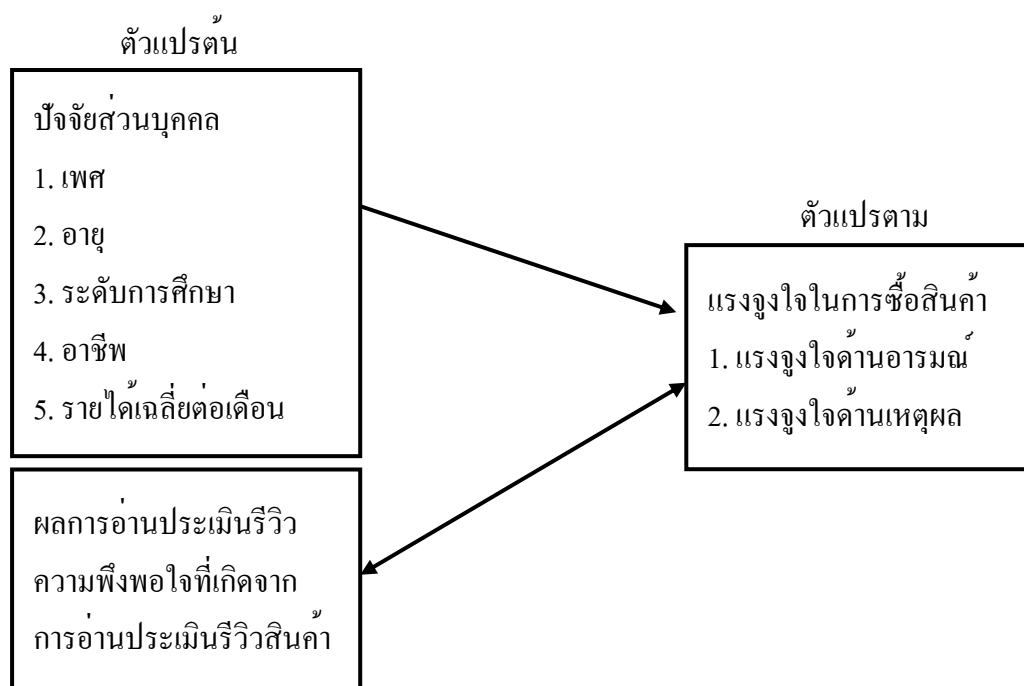 ตัวแปรต้น
ปัจจัยส่วนบุคคล
1. เพศ
2. อายุ
3. ระดับการศึกษา
4. อาชีพ
5. รายได้เฉลี่ยต่อเดือน
ผลการอ่านประเมินรีวิว
ความพึงพอใจที่เกิดจาก
การอ่านประเมินรีวิวสินค้า
ตัวแปรตาม
แรงจูงใจในการซื้อสินค้า
1. แรงจูงใจด้านอารมณ์
2. แรงจูงใจด้านเหตุผล